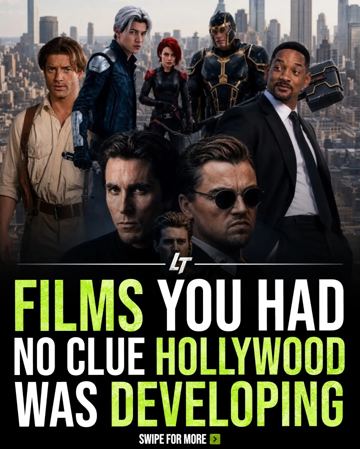 LT
FILMS YOU HAD
NO CLUE HOLLYWOOD
WAS DEVELOPING
SWIPE FOR MORE >